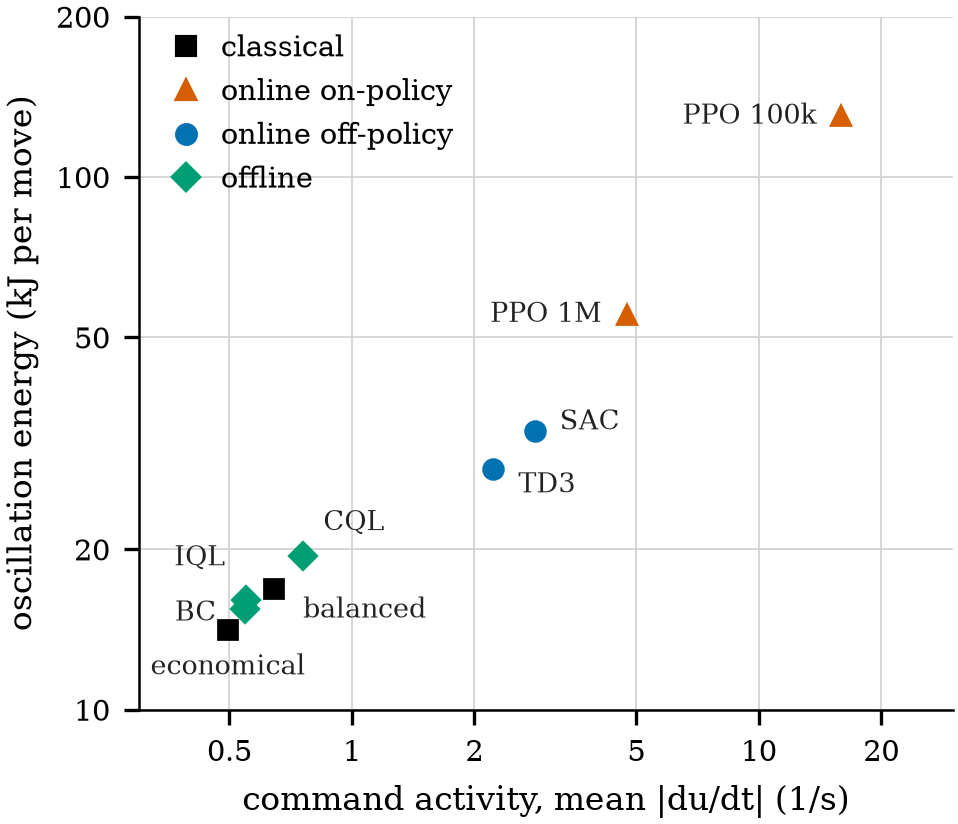 200
100
50
20
10
oscillation energy (kJ per move)
classical
online on-policy
online off-policy
offline
PPO 100k
PPO 1M
SAC
TD3
CQL
IQL
BC
balanced
economical
0.5 1 2 5 10 20
command activity, mean |du/dt| (1/s)